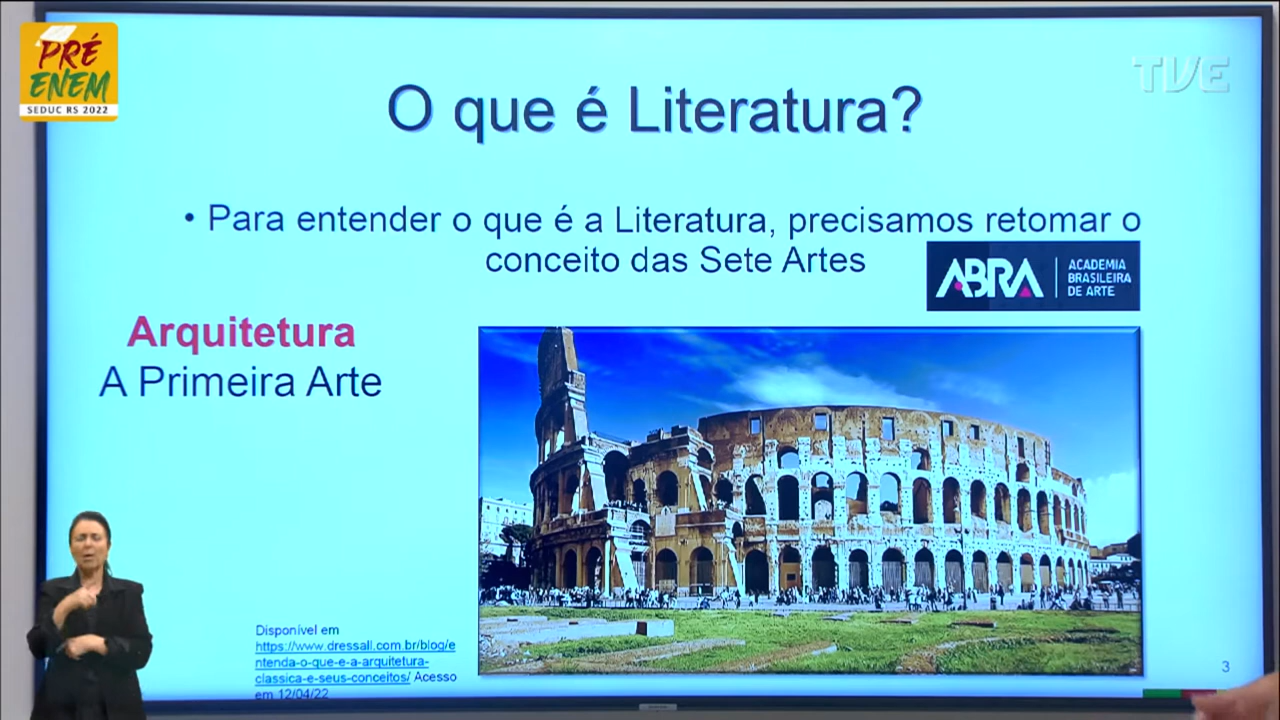 PRÉ
ENEM
SEDUC RS 2022
TVE
O que é Literatura?
• Para entender o que é a Literatura, precisamos retomar o
conceito das Sete Artes
ABRA
ACADEMIA
BRASILEIRA
DE ARTE
Arquitetura
A Primeira Arte
Disponível em
https://www.dressall.com.br/blog/e
ntenda-o-que-e-a-arquitetura-
classica-e-seus-conceitos/ Acesso
em 12/04/22
3